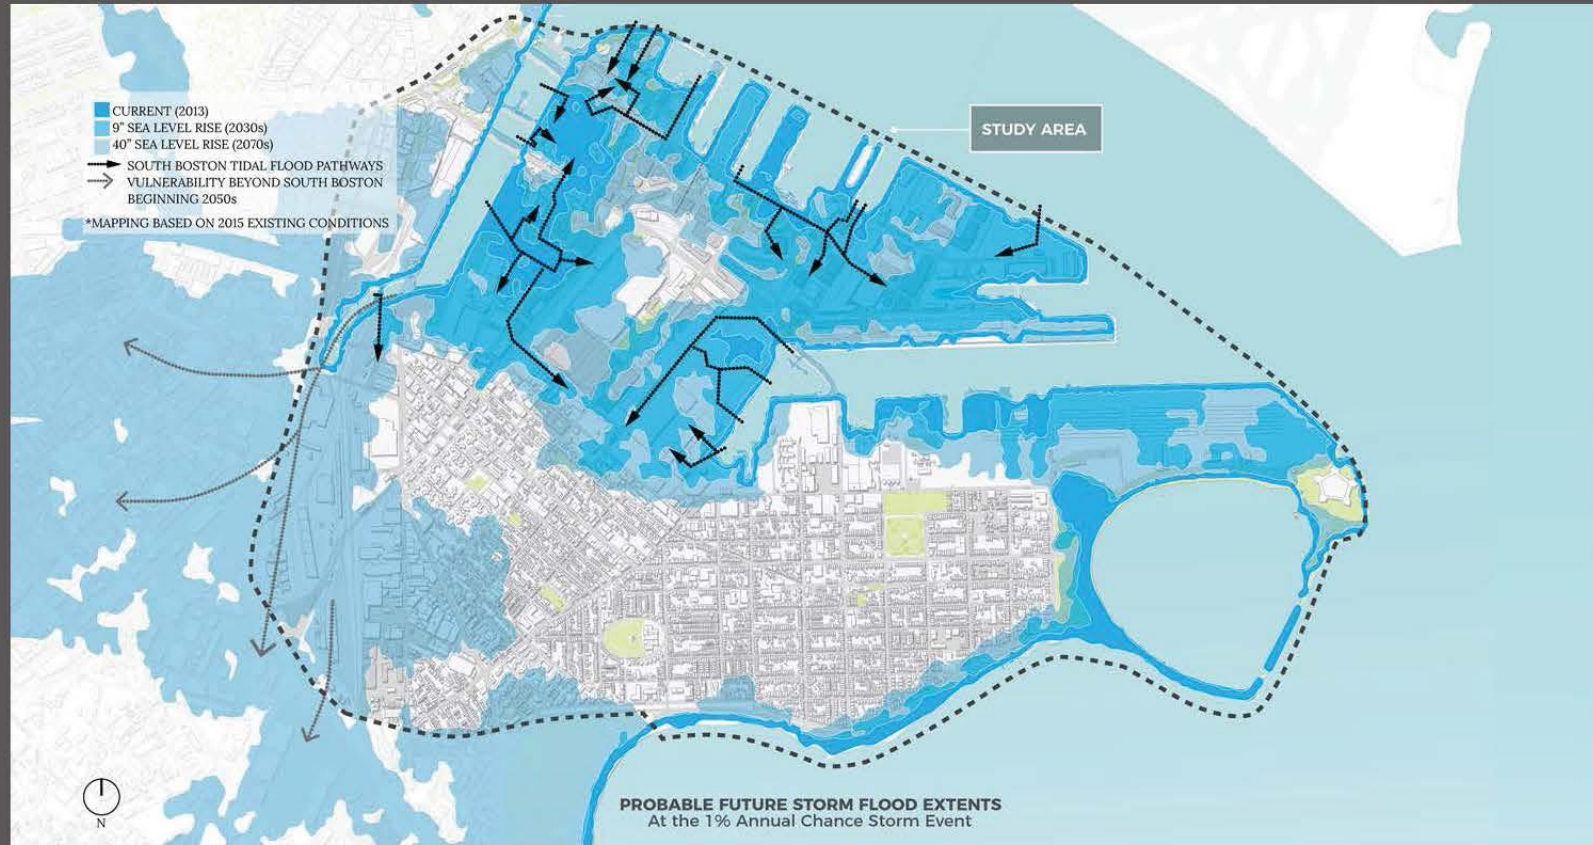 CURRENT (2013)
9" SEA LEVEL RISE (2030s)
40" SEA LEVEL RISE (2070s)
SOUTH BOSTON TIDAL FLOOD PATHWAYS
VULNERABILITY BEYOND SOUTH BOSTON
BEGINNING 2050s
*MAPPING BASED ON 2015 EXISTING CONDITIONS
STUDY AREA
N
PROBABLE FUTURE STORM FLOOD EXTENTS
At the 1% Annual Chance Storm Event